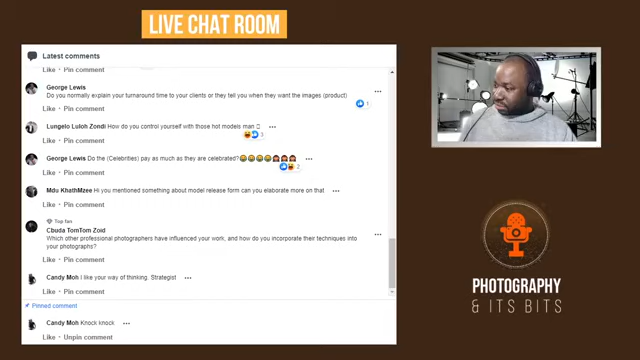 LIVE CHAT ROOM
Latest comments
Like · Pin comment
George Lewis
Do you normally explain your turnaround time to your clients or they tell you when they want the images (product)
1
Like · Pin comment
Lungelo Luloh Zondi How do you control yourself with those hot models man
3
Like · Pin comment
George Lewis Do the (Celebrities) pay as much as they are celebrated?😂😂😂😂
2
Like · Pin comment
Mdu KhathMzee Hi you mentioned something about model release form can you elaborate more on that
Like · Pin comment
Top fan
Cbuda TomTom Zoid
Which other professional photographers have influenced your work, and how do you incorporate their techniques into
your photographs?
Like · Pin comment
Candy Moh I like your way of thinking. Strategist
Like · Pin comment
Pinned comment
Candy Moh Knock knock
Like · Unpin comment
PHOTOGRAPHY
& ITS BITS